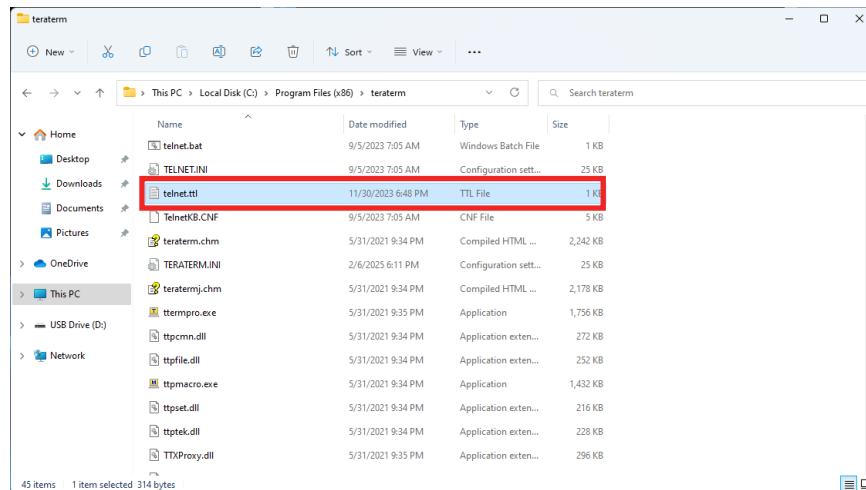 teraterm
New
Sort
View
This PC > Local Disk (C:) > Program Files (x86) > teraterm
Search teraterm
Name Date modified Type Size
Home
Desktop
Downloads
Documents
Pictures
OneDrive
This PC
USB Drive (D:)
Network
telnet.bat 9/5/2023 7:05 AM Windows Batch File 1 KB
TELNET.INI 9/5/2023 7:05 AM Configuration sett... 25 KB
telnet.ttl 11/30/2023 6:48 PM TTL File 1 KB
TelnetKB.CNF 9/5/2023 7:05 AM CNF File 5 KB
teraterm.chm 5/31/2021 9:34 PM Compiled HTML ... 2,242 KB
TERATERM.INI 2/6/2025 6:11 PM Configuration sett... 25 KB
teratermj.chm 5/31/2021 9:34 PM Compiled HTML ... 2,178 KB
ttermpro.exe 5/31/2021 9:35 PM Application 1,756 KB
ttpcmn.dll 5/31/2021 9:34 PM Application exten... 272 KB
ttpfile.dll 5/31/2021 9:34 PM Application exten... 252 KB
ttpmacro.exe 5/31/2021 9:34 PM Application 1,432 KB
ttpset.dll 5/31/2021 9:34 PM Application exten... 216 KB
ttptek.dll 5/31/2021 9:34 PM Application exten... 228 KB
TTXProxy.dll 5/31/2021 9:35 PM Application exten... 296 KB
45 items 1 item selected 314 bytes